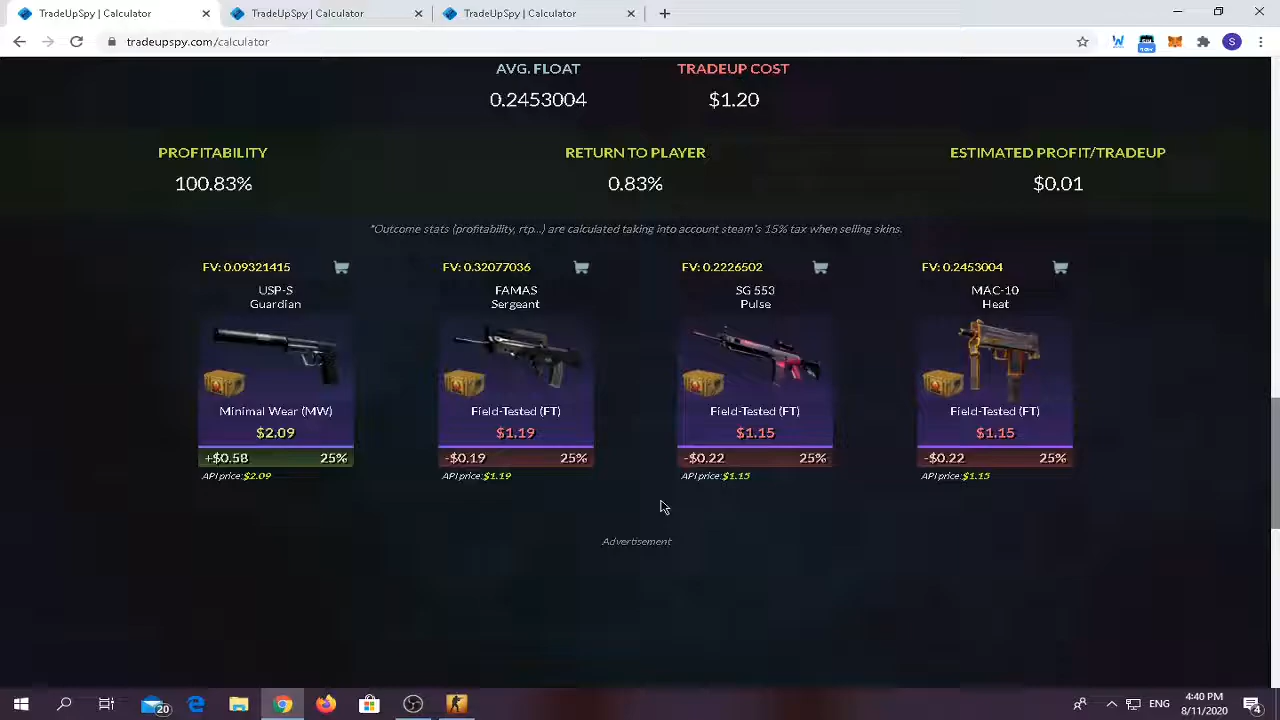 TradeUpSpy | Calculator
TradeUpSpy | Calculator
TradeUpSpy | Calculator
tradeupspy.com/calculator
AVG. FLOAT TRADEUP COST
0.2453004 $1.20
PROFITABILITY RETURN TO PLAYER ESTIMATED PROFIT/TRADEUP
100.83% 0.83% $0.01
*Outcome stats (profitability, rtp...) are calculated taking into account steam's 15% tax when selling skins.
FV: 0.09321415 FV: 0.32077036 FV: 0.2226502 FV: 0.2453004
USP-S FAMAS SG 553 MAC-10
Guardian Sergeant Pulse Heat
Minimal Wear (MW) Field-Tested (FT) Field-Tested (FT) Field-Tested (FT)
$2.09 $1.19 $1.15 $1.15
+$0.58 25% -$0.19 25% -$0.22 25% -$0.22 25%
API price:$2.09 API price:$1.19 API price:$1.15 API price:$1.15
Advertisement
20 ENG 4:40 PM
8/11/2020 4